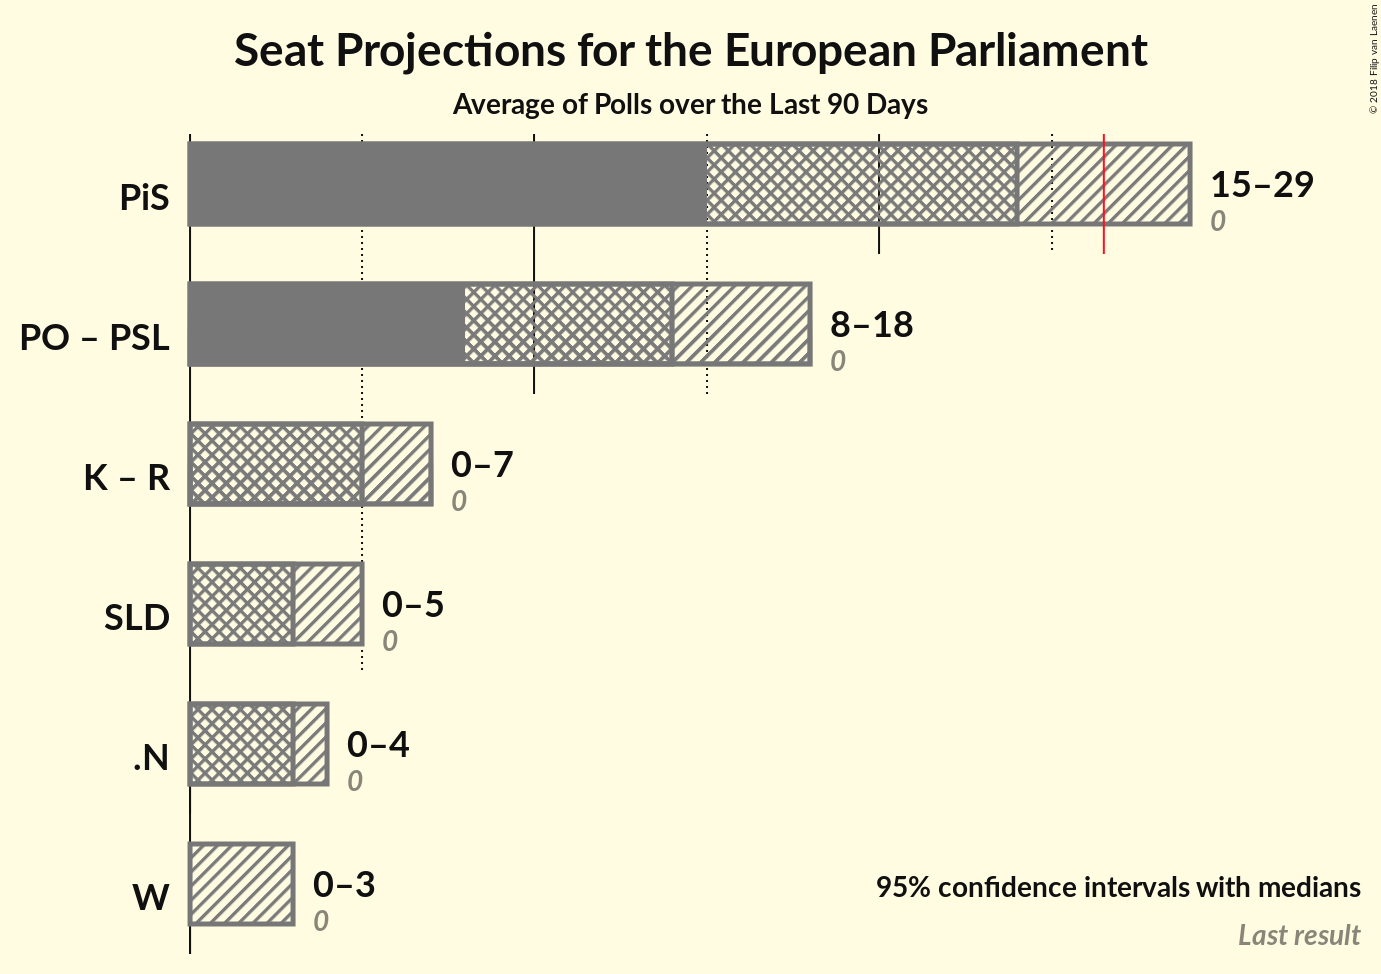 Seat Projections for the European Parliament
Average of Polls over the Last 90 Days
© 2018 Filip van Laenen
PiS
15–29
0
PO – PSL
8–18
0
K – R
0–7
0
SLD
0–5
0
.N
0–4
0
W
0–3
0
95% confidence intervals with medians
Last result